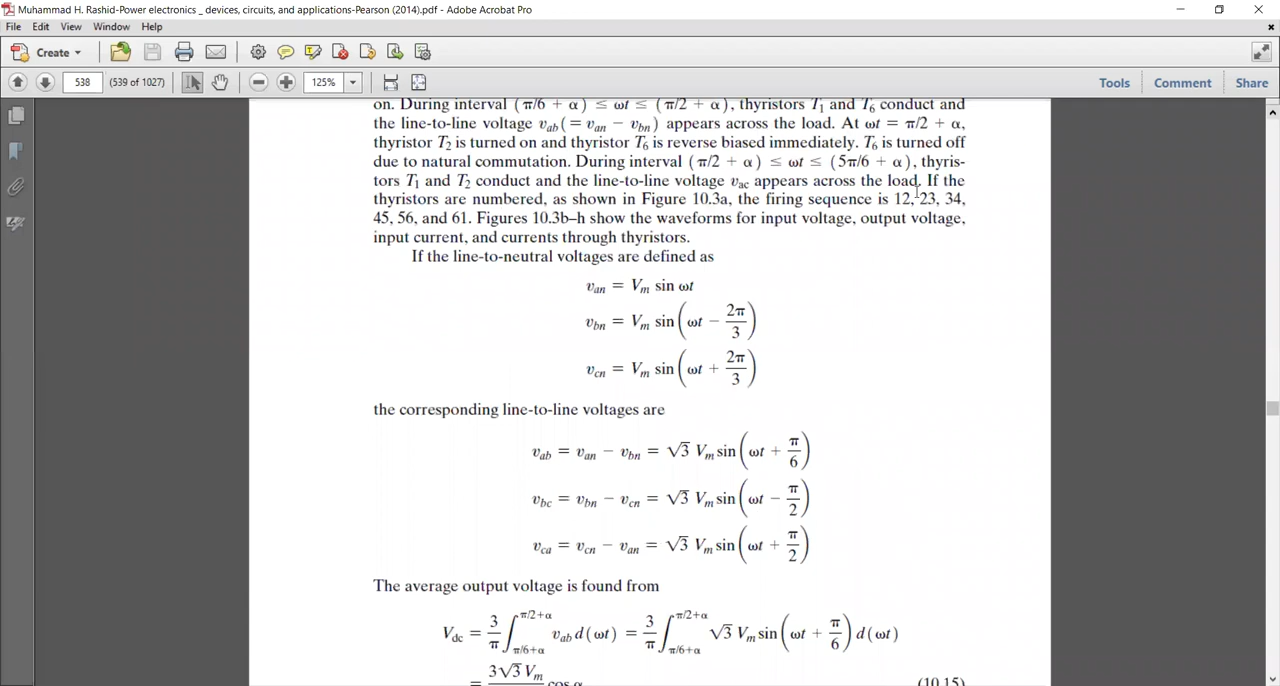 Muhammad H. Rashid-Power electronics _ devices, circuits, and applications-Pearson (2014).pdf - Adobe Acrobat Pro
File Edit View Window Help
Create
538 (539 of 1027) 125% Tools Comment Share
on. During interval (π/6 + α) ≤ ωt ≤ (π/2 + α), thyristors T1 and T6 conduct and
the line-to-line voltage vab(= van − vbn) appears across the load. At ωt = π/2 + α,
thyristor T2 is turned on and thyristor T6 is reverse biased immediately. T6 is turned off
due to natural commutation. During interval (π/2 + α) ≤ ωt ≤ (5π/6 + α), thyris-
tors T1 and T2 conduct and the line-to-line voltage vac appears across the load. If the
thyristors are numbered, as shown in Figure 10.3a, the firing sequence is 12, 23, 34,
45, 56, and 61. Figures 10.3b–h show the waveforms for input voltage, output voltage,
input current, and currents through thyristors.
If the line-to-neutral voltages are defined as
van = Vm sin ωt
vbn = Vm sin(ωt − 2π/3)
vcn = Vm sin(ωt + 2π/3)
the corresponding line-to-line voltages are
vab = van − vbn = √3 Vm sin(ωt + π/6)
vbc = vbn − vcn = √3 Vm sin(ωt − π/2)
vca = vcn − van = √3 Vm sin(ωt + π/2)
The average output voltage is found from
Vdc = 3/π ∫π/6+α^π/2+α vab d(ωt) = 3/π ∫π/6+α^π/2+α √3 Vm sin(ωt + π/6) d(ωt)
= 3√3 Vm cos α (10.15)